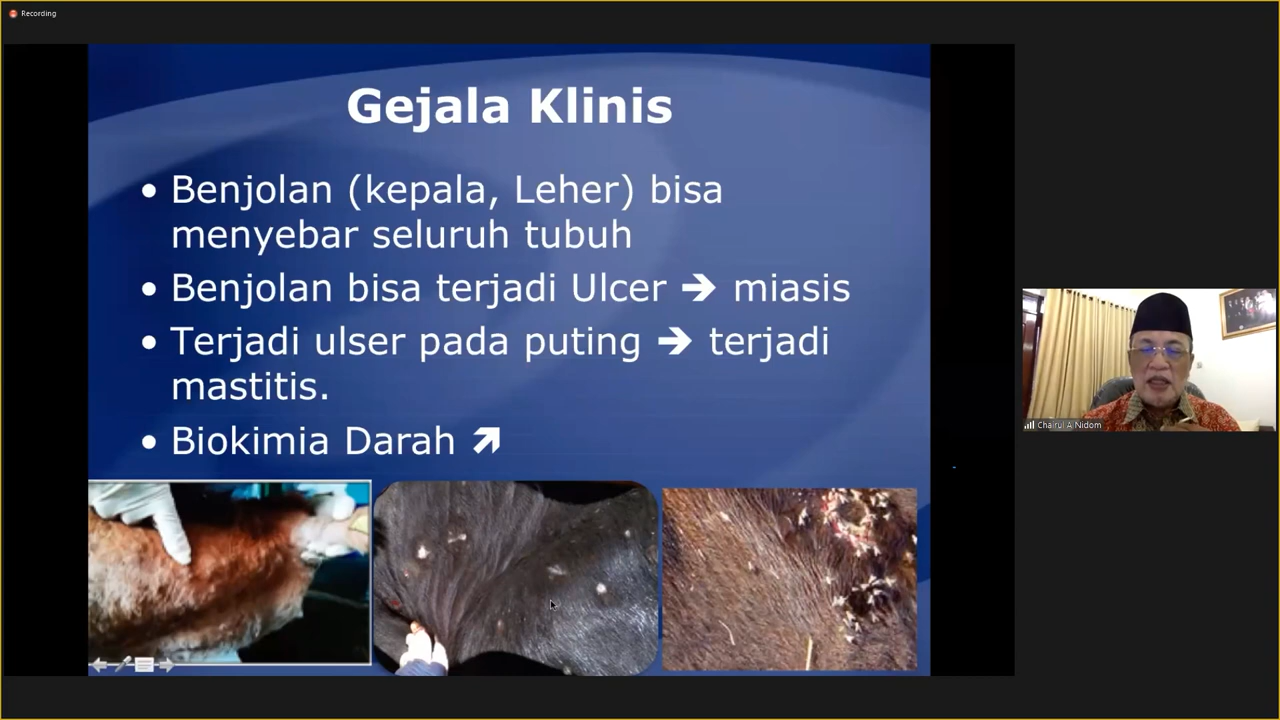 Recording
Gejala Klinis
• Benjolan (kepala, Leher) bisa
menyebar seluruh tubuh
• Benjolan bisa terjadi Ulcer ➔ miasis
• Terjadi ulser pada puting ➔ terjadi
mastitis.
• Biokimia Darah ⬈
Chairul A Nidom